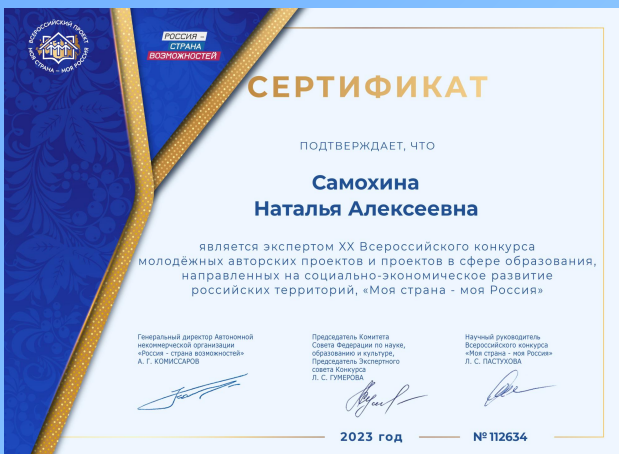 ВСЕРОССИЙСКИЙ ПРОЕКТ
МОЯ СТРАНА – МОЯ РОССИЯ
РОССИЯ –
СТРАНА
ВОЗМОЖНОСТЕЙ
СЕРТИФИКАТ
ПОДТВЕРЖДАЕТ, ЧТО
Самохина
Наталья Алексеевна
является экспертом XX Всероссийского конкурса
молодёжных авторских проектов и проектов в сфере образования,
направленных на социально-экономическое развитие
российских территорий, «Моя страна - моя Россия»
Генеральный директор Автономной
некоммерческой организации
«Россия - страна возможностей»
А. Г. КОМИССАРОВ
Председатель Комитета
Совета Федерации по науке,
образованию и культуре,
Председатель Экспертного
совета Конкурса
Л. С. ГУМЕРОВА
Научный руководитель
Всероссийского конкурса
«Моя страна - моя Россия»
Л. С. ПАСТУХОВА
2023 год
№ 112634